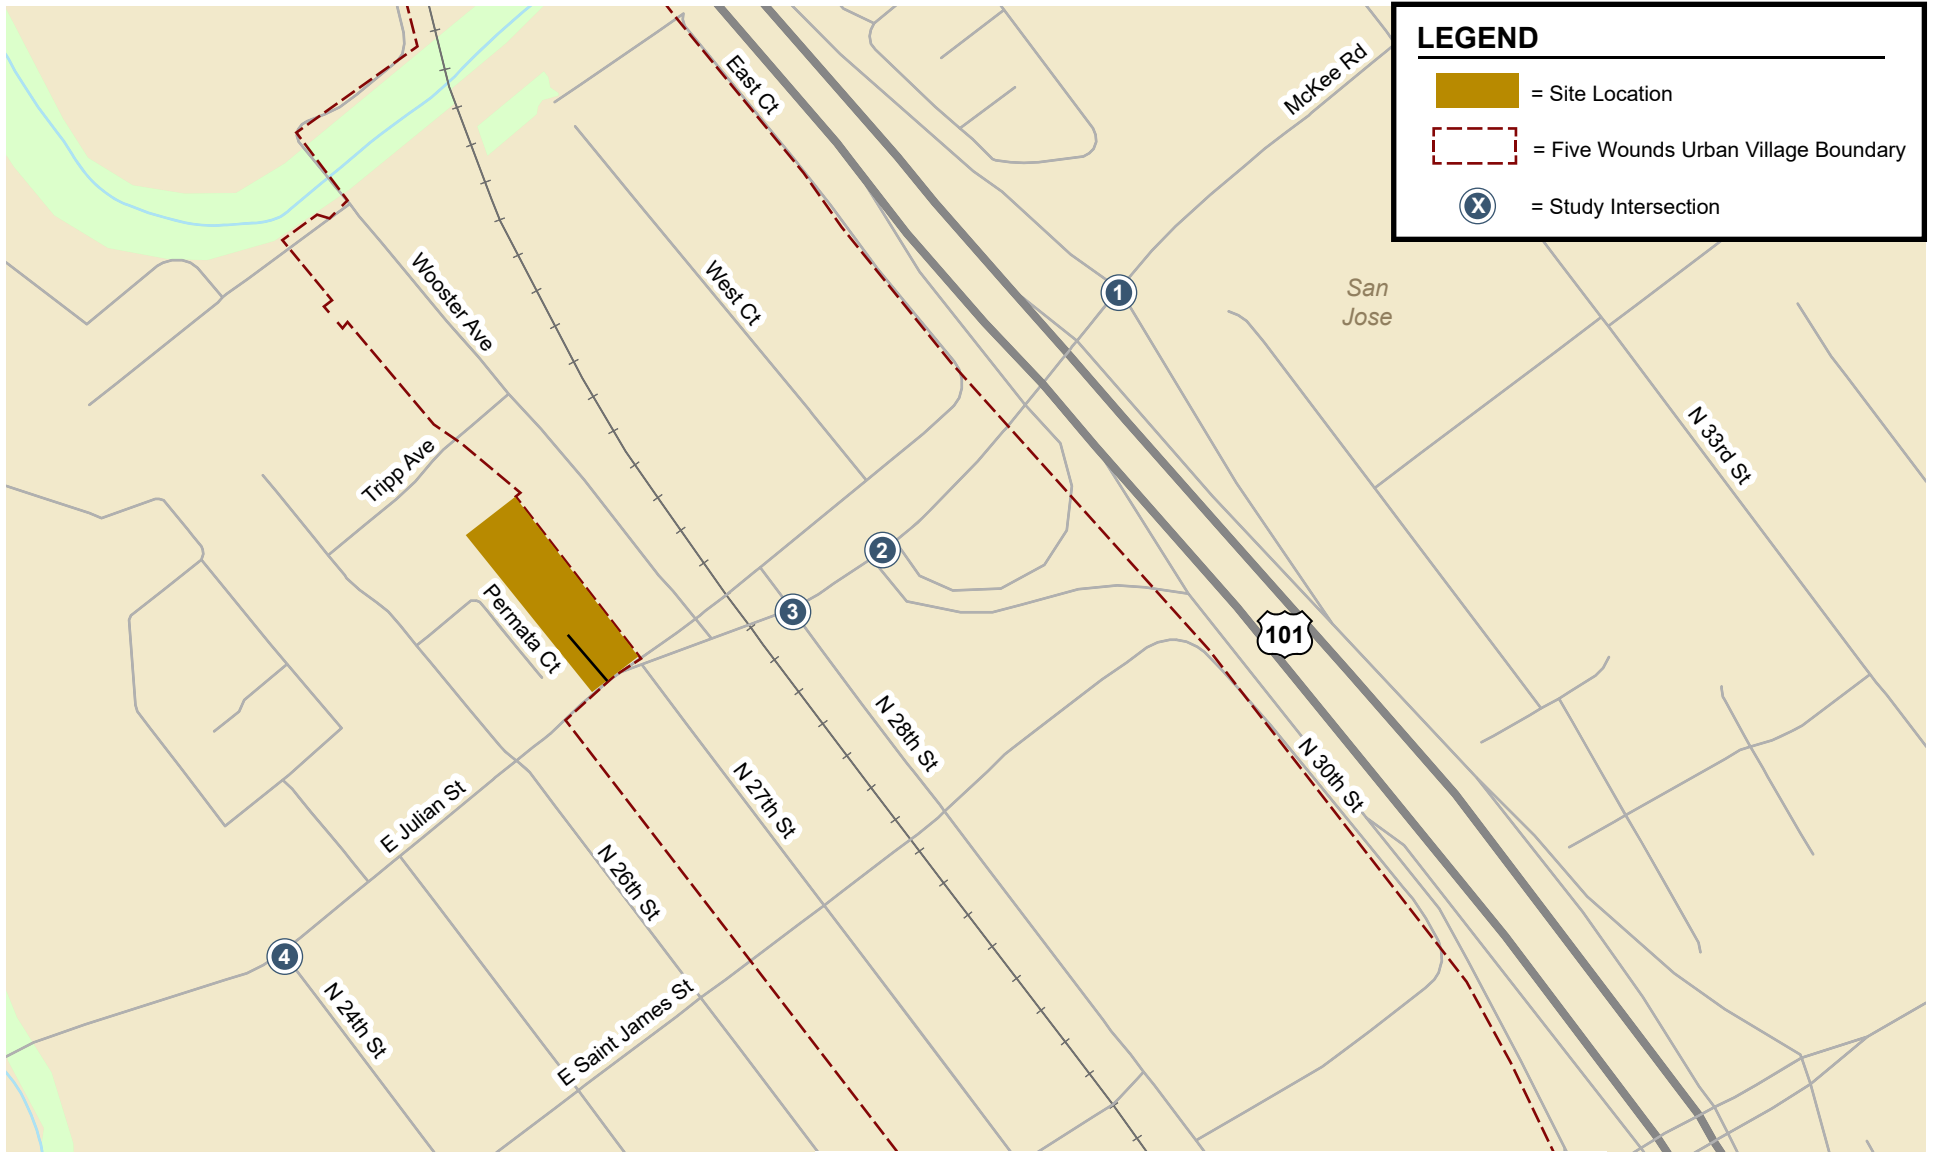 LEGEND
= Site Location
= Five Wounds Urban Village Boundary
X
= Study Intersection
East Ct
McKee Rd
Wooster Ave
West Ct
1
San
Jose
N 33rd St
Tripp Ave
2
Permata Ct
3
101
N 28th St
N 30th St
E Julian St
N 27th St
N 26th St
4
N 24th St
E Saint James St